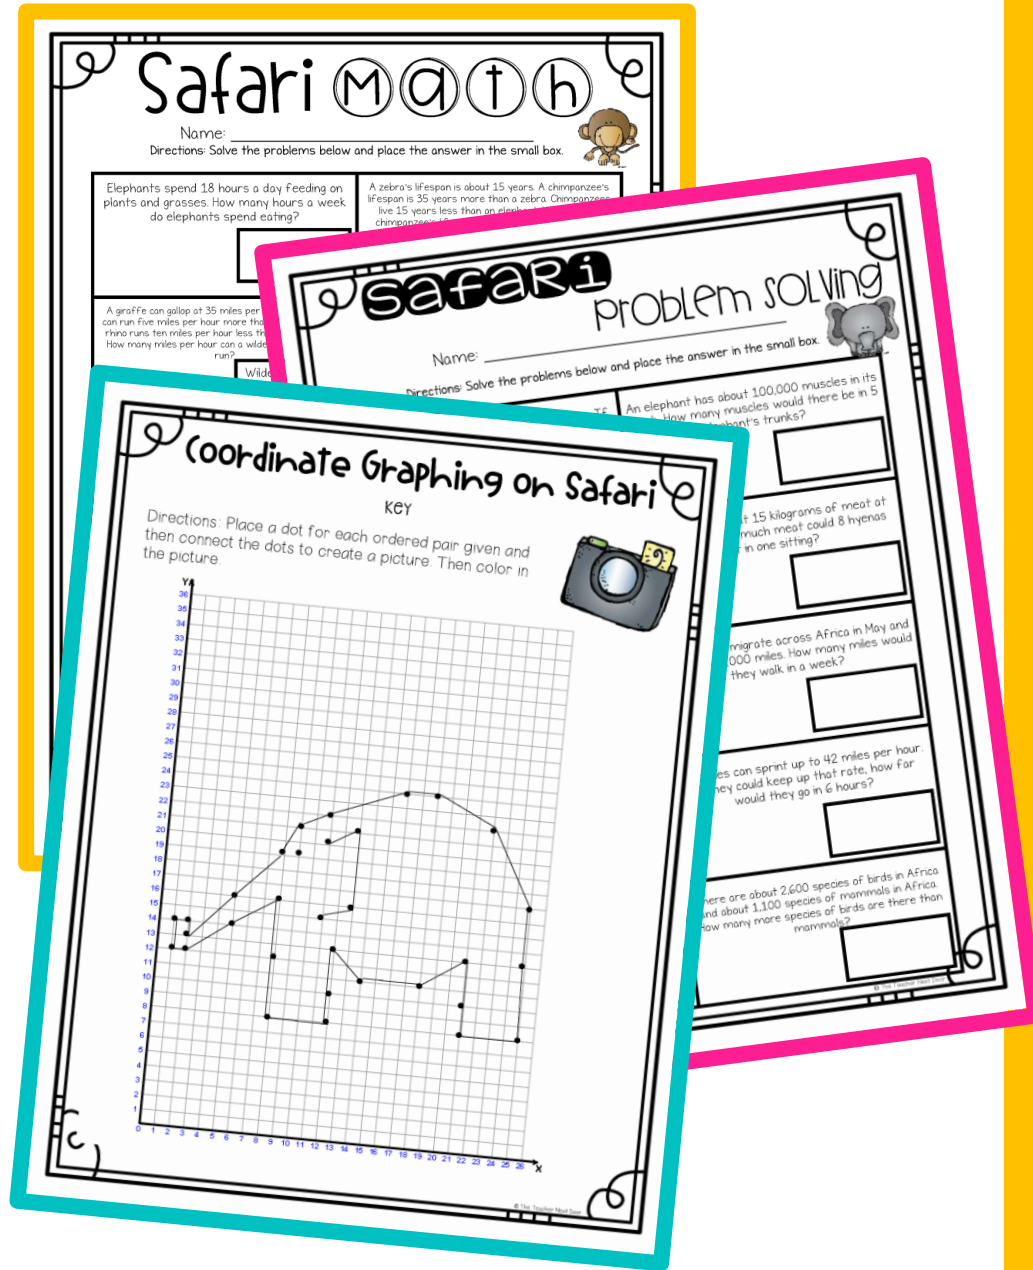 Safari Math
Name:
Directions: Solve the problems below and place the answer in the small box.
Elephants spend 18 hours a day feeding on
plants and grasses. How many hours a week
do elephants spend eating?
A zebra's lifespan is about 15 years. A chimpanzee's
lifespan is 35 years more than a zebra. Chimpanzees
live 15 years less than an
chimpanzee's
A giraffe can gallop at 35 miles per
can run five miles per hour more
rhino runs ten miles per hour less
How many miles per hour can a
run?
SAFARI
PROBLEM SOLVING
Name:
Directions: Solve the problems below and place the answer in the small box.
If
An elephant has about 100,000 muscles in its
How many muscles would there be in 5
trunks?
15 kilograms of meat at
much meat could 8 hyenas
in one sitting?
migrate across Africa in May and
000 miles. How many miles would
they walk in a week?
can sprint up to 42 miles per hour.
could keep up that rate, how far
would they go in 6 hours?
are about 2,600 species of birds in Africa
and about 1,100 species of mammals in Africa.
How many more species of birds are there than
mammals?
© The Teacher Next Door
Coordinate Graphing on Safari
KEY
Directions: Place a dot for each ordered pair given and
then connect the dots to create a picture. Then color in
the picture.
Y
36
35
34
33
32
31
30
29
28
27
26
25
24
23
22
21
20
19
18
17
16
15
14
13
12
11
10
9
8
7
6
5
4
3
2
1
0 1 2 3 4 5 6 7 8 9 10 11 12 13 14 15 16 17 18 19 20 21 22 23 24 25 26
X
© The Teacher Next Door